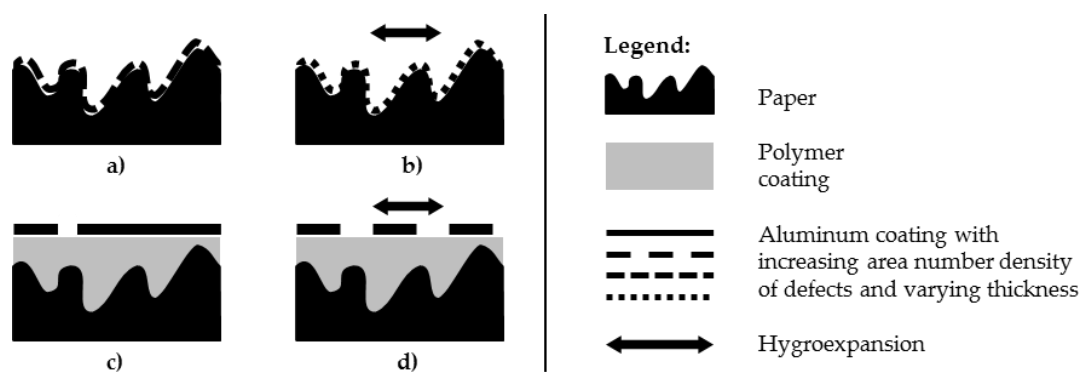 a)
b)
c)
d)
Legend:
Paper
Polymer
coating
Aluminum coating with
increasing area number density
of defects and varying thickness
Hygroexpansion